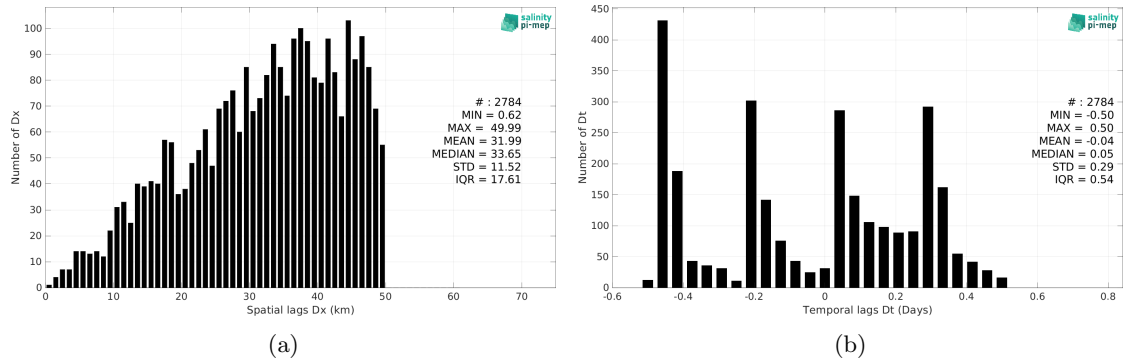 salinity
pi-mep
100
80
60
40
20
0
Number of Dx
# : 2784
MIN = 0.62
MAX = 49.99
MEAN = 31.99
MEDIAN = 33.65
STD = 11.52
IQR = 17.61
0 10 20 30 40 50 60 70
Spatial lags Dx (km)
(a)
salinity
pi-mep
450
400
350
300
250
200
150
100
50
0
Number of Dt
# : 2784
MIN = -0.50
MAX = 0.50
MEAN = -0.04
MEDIAN = 0.05
STD = 0.29
IQR = 0.54
-0.6 -0.4 -0.2 0 0.2 0.4 0.6 0.8
Temporal lags Dt (Days)
(b)